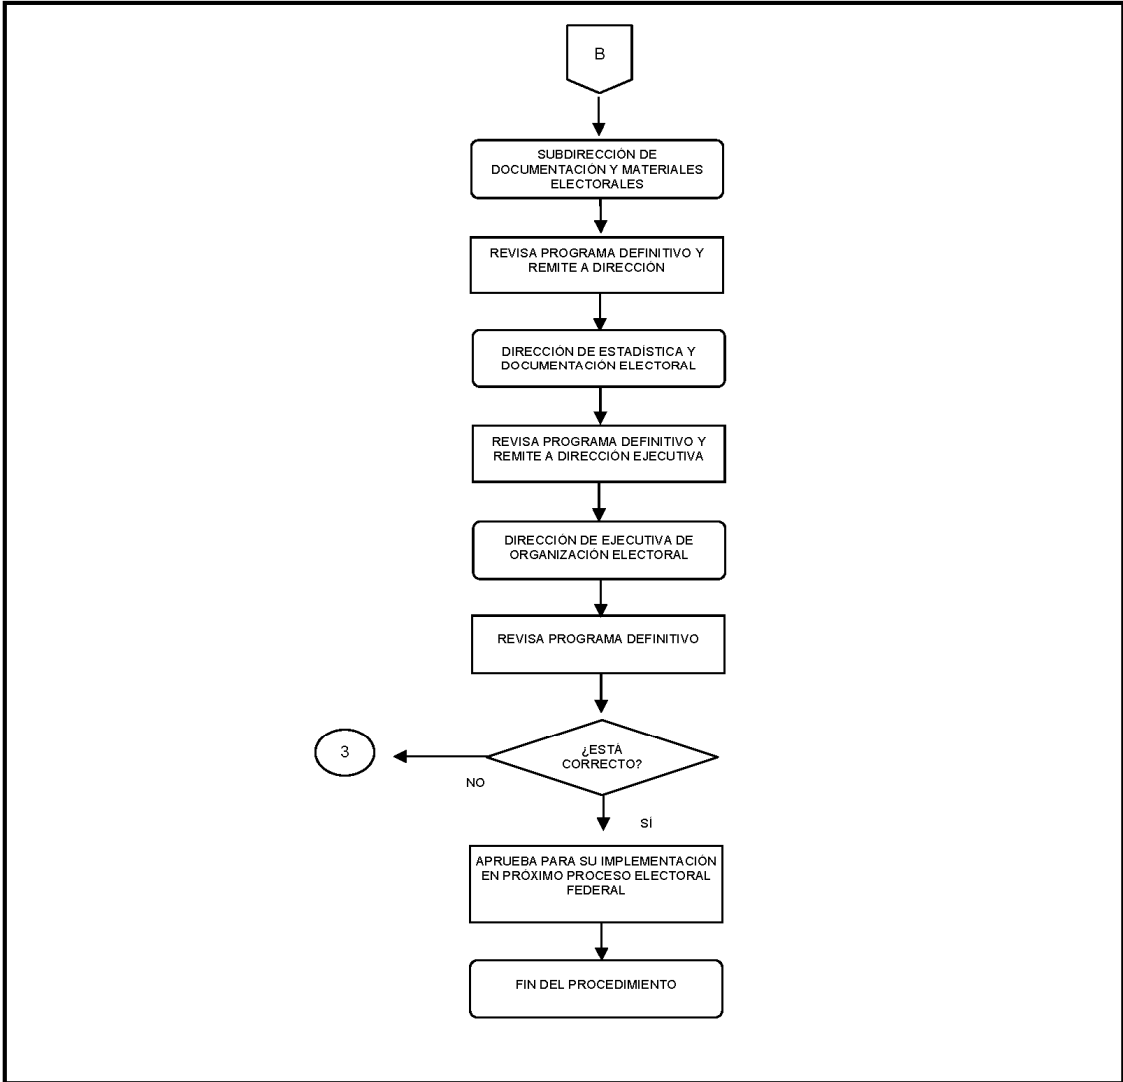 B
SUBDIRECCIÓN DE
DOCUMENTACIÓN Y MATERIALES
ELECTORALES
REVISA PROGRAMA DEFINITIVO Y
REMITE A DIRECCIÓN
DIRECCIÓN DE ESTADÍSTICA Y
DOCUMENTACIÓN ELECTORAL
REVISA PROGRAMA DEFINITIVO Y
REMITE A DIRECCIÓN EJECUTIVA
DIRECCIÓN DE EJECUTIVA DE
ORGANIZACIÓN ELECTORAL
REVISA PROGRAMA DEFINITIVO
¿ESTÁ
CORRECTO?
3
NO
SÍ
APRUEBA PARA SU IMPLEMENTACIÓN
EN PRÓXIMO PROCESO ELECTORAL
FEDERAL
FIN DEL PROCEDIMIENTO